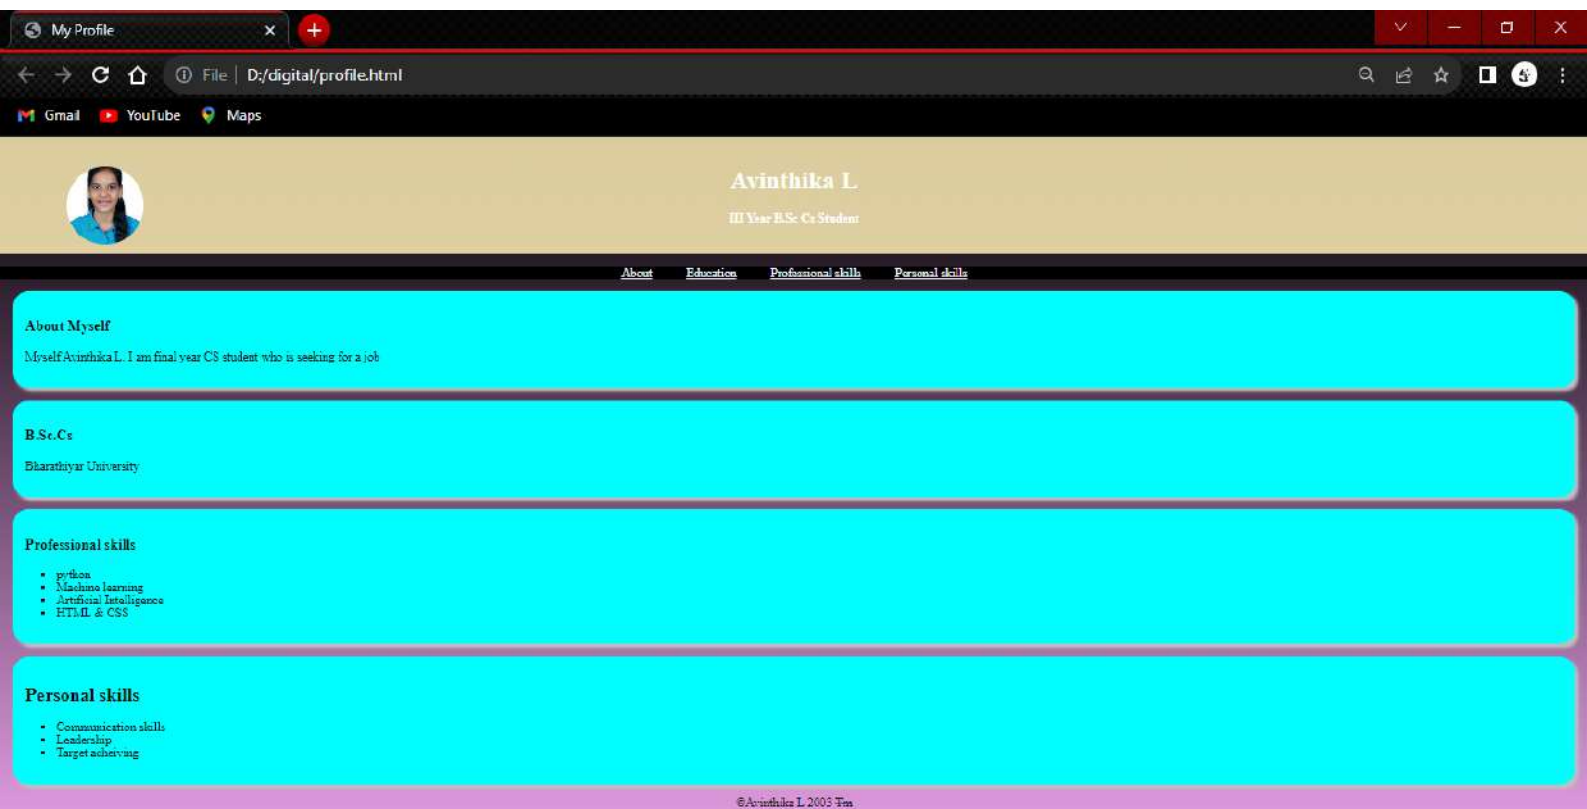 My Profile
File | D:/digital/profile.html
Gmail YouTube Maps
Avinthika L
III Year B.Sc Cs Student
About Education Professional skills Personal skills
About Myself
Myself Avinthika L. I am final year CS student who is seeking for a job
B.Sc.Cs
Bharathiyar University
Professional skills
python
Machine learning
Artificial Intelligence
HTML & CSS
Personal skills
Communication skills
Leadership
Target acheiving
©Avinthika L 2003 Tm